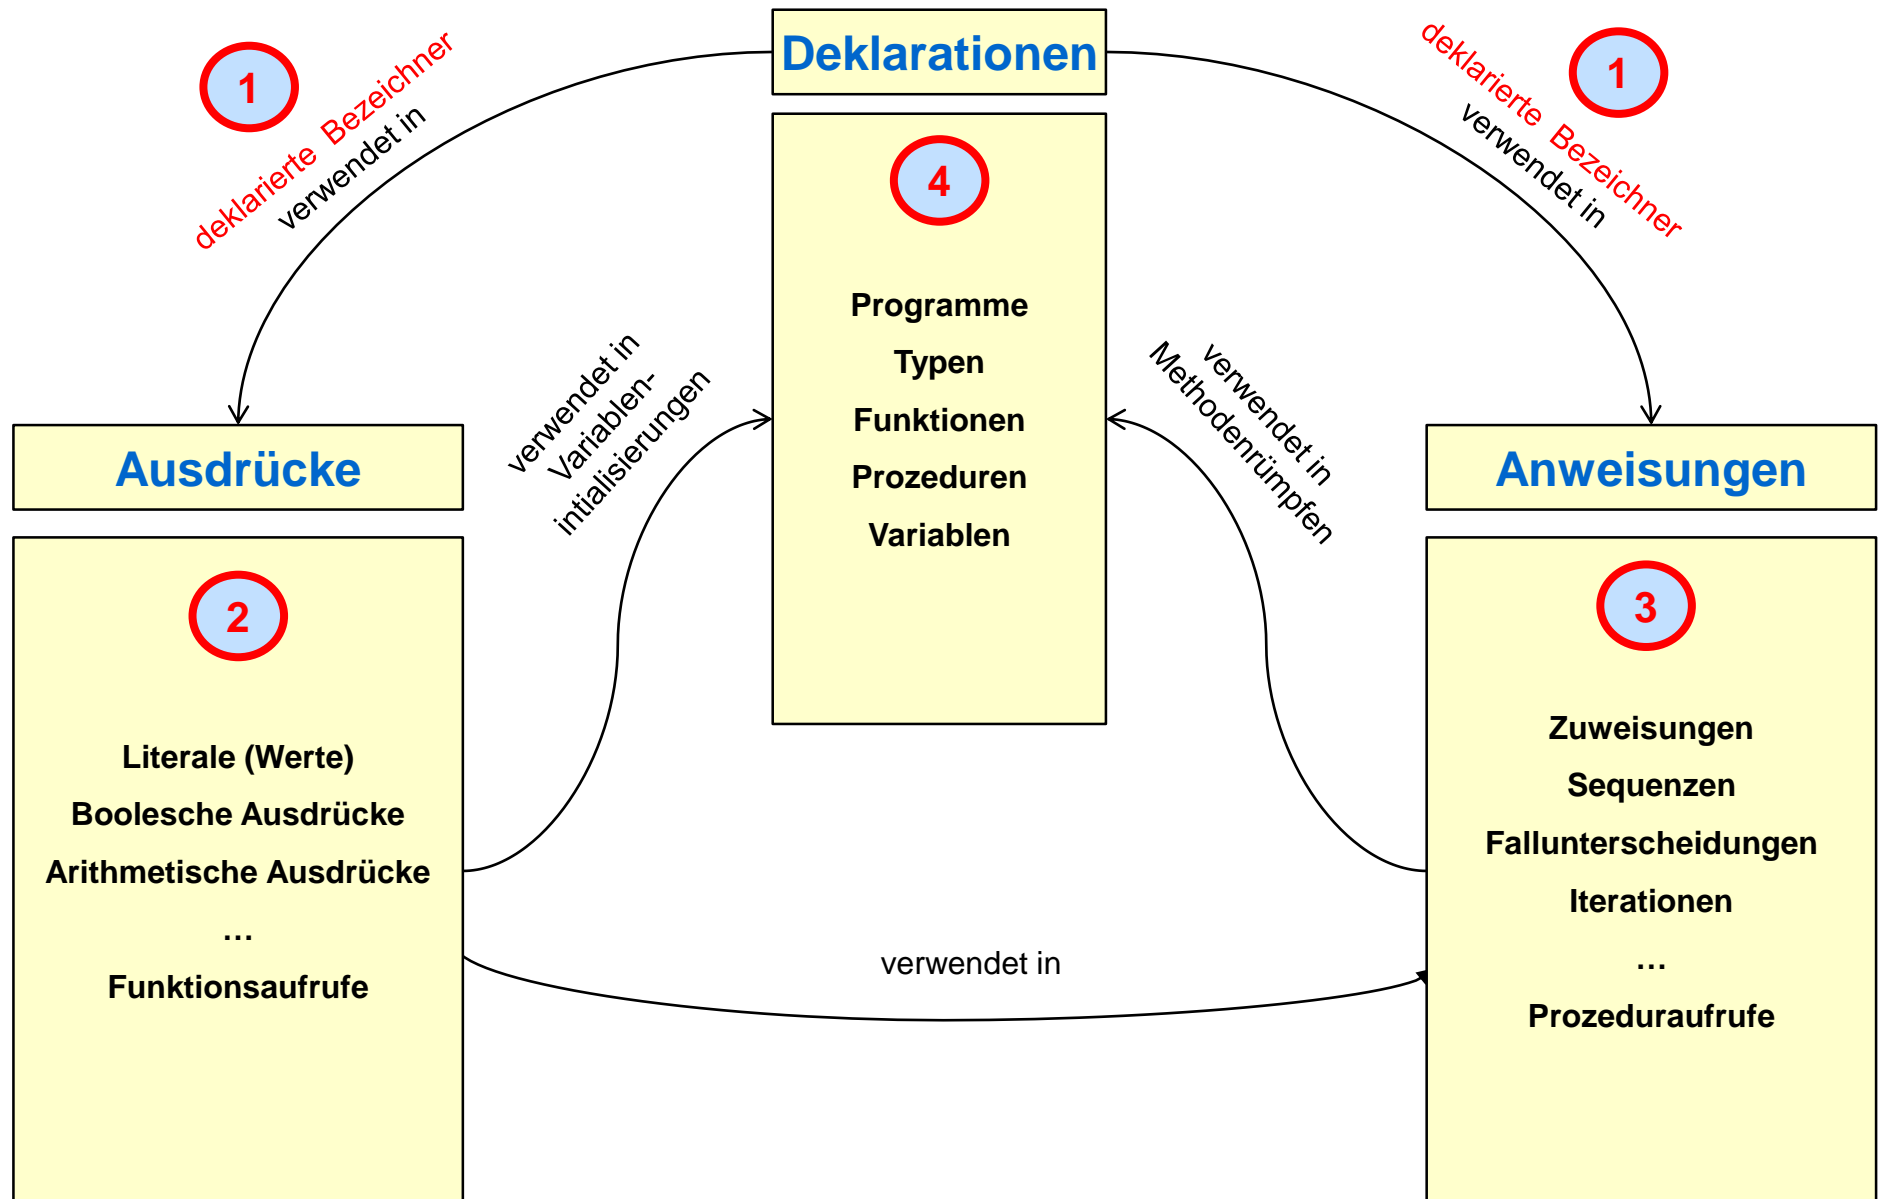 Deklarationen
1
deklarierte Bezeichner
verwendet in
1
deklarierte Bezeichner
verwendet in
4
Programme
Typen
Funktionen
Prozeduren
Variablen
verwendet in
Variablen-
intialisierungen
verwendet in
Methodenrümpfen
Ausdrücke
2
Literale (Werte)
Boolesche Ausdrücke
Arithmetische Ausdrücke
…
Funktionsaufrufe
verwendet in
Anweisungen
3
Zuweisungen
Sequenzen
Fallunterscheidungen
Iterationen
…
Prozeduraufrufe